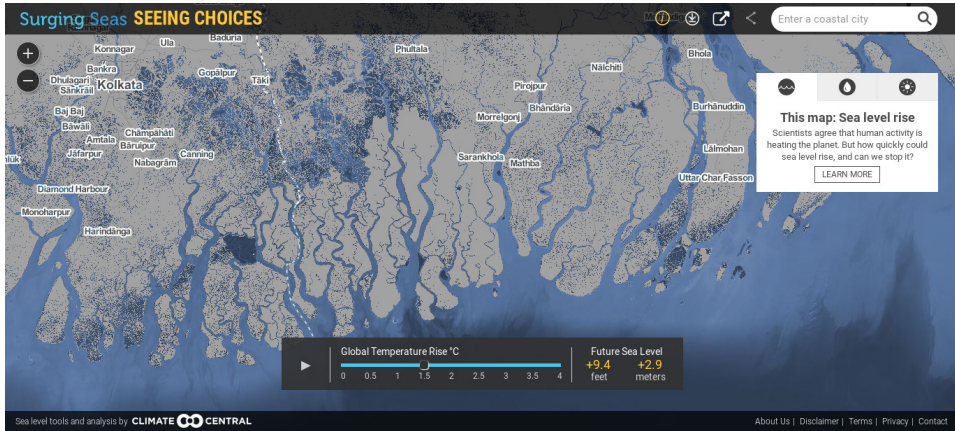 Surging Seas SEEING CHOICES
Enter a coastal city
Konnagar
Ula
Baduria
Phultala
Bhola
Bankra
Dhulagari
Sānkrāil
Kolkata
Gopālpur
Tāki
Nālchiti
Pirojpur
Baj Baj
Bāwāli
Morrelgonj
Bhāndāria
Burhānuddin
Amtala
Chāmpāhāti
Bāruipur
Jāfarpur
Nabagrām
Canning
Sarankhola
Mathba
Lālmohan
Diamond Harbour
Uttar Char Fasson
Monoharpur
Harindānga
This map: Sea level rise
Scientists agree that human activity is
heating the planet. But how quickly could
sea level rise, and can we stop it?
LEARN MORE
Global Temperature Rise °C
0 0.5 1 1.5 2 2.5 3 3.5 4
Future Sea Level
+9.4 +2.9
feet meters
Sea level tools and analysis by CLIMATE CENTRAL
About Us | Disclaimer | Terms | Privacy | Contact